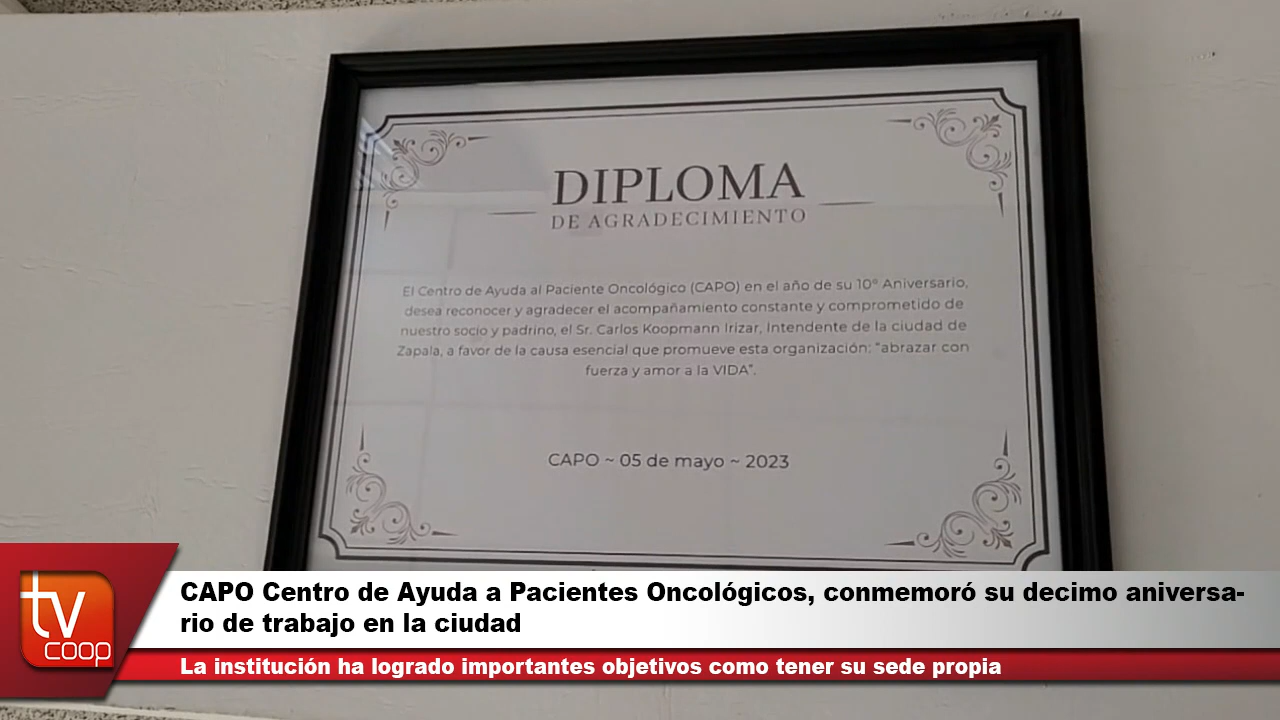 DIPLOMA
DE AGRADECIMIENTO
El Centro de Ayuda al Paciente Oncológico (CAPO) en el año de su 10° Aniversario,
desea reconocer y agradecer el acompañamiento constante y comprometido de
nuestro socio y padrino, el Sr. Carlos Koopmann Irizar, Intendente de la ciudad de
Zapala, a favor de la causa esencial que promueve esta organización: "abrazar con
fuerza y amor a la VIDA".
CAPO ~ 05 de mayo ~ 2023
tv
coop
CAPO Centro de Ayuda a Pacientes Oncológicos, conmemoró su decimo aniversa-
rio de trabajo en la ciudad
La institución ha logrado importantes objetivos como tener su sede propia